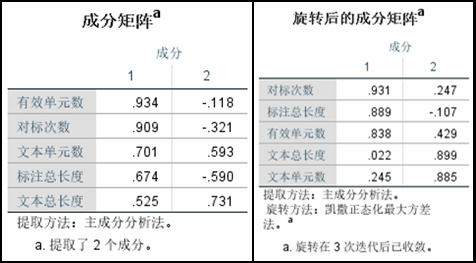 成分矩阵a
成分
1 2
有效单元数 .934 -.118
对标次数 .909 -.321
文本单元数 .701 .593
标注总长度 .674 -.590
文本总长度 .525 .731
提取方法：主成分分析法。
a. 提取了 2 个成分。
旋转后的成分矩阵a
成分
1 2
对标次数 .931 .247
标注总长度 .889 -.107
有效单元数 .838 .429
文本总长度 .022 .899
文本单元数 .245 .885
提取方法：主成分分析法。
旋转方法：凯撒正态化最大方差
法。a
a. 旋转在 3 次迭代后已收敛。